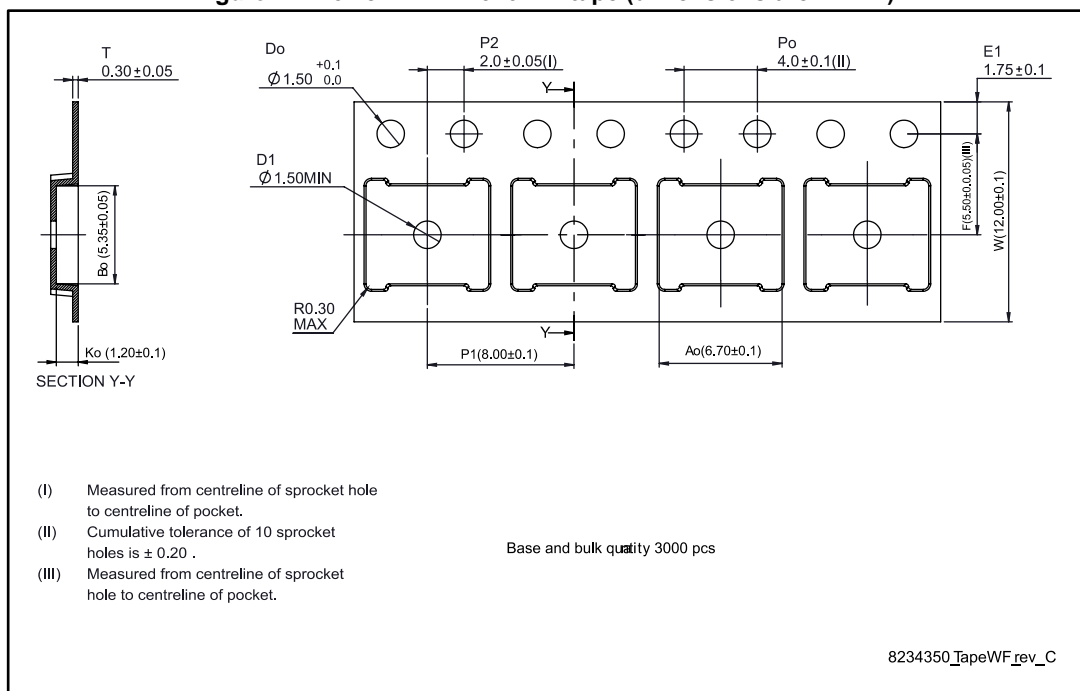 T
0.30±0.05
Do
Ø1.50 +0.1 0.0
P2
2.0±0.05(I)
Po
4.0±0.1(II)
E1
1.75±0.1
Y
D1
Ø1.50MIN
Bo (5.35±0.05)
F(5.50±0.0.05)(III)
W(12.00±0.1)
R0.30
MAX
Y
Ko (1.20±0.1)
P1(8.00±0.1)
Ao(6.70±0.1)
SECTION Y-Y
(I) Measured from centreline of sprocket hole
to centreline of pocket.
(II) Cumulative tolerance of 10 sprocket
holes is ± 0.20 .
(III) Measured from centreline of sprocket
hole to centreline of pocket.
Base and bulk quantity 3000 pcs
8234350_TapeWF_rev_C